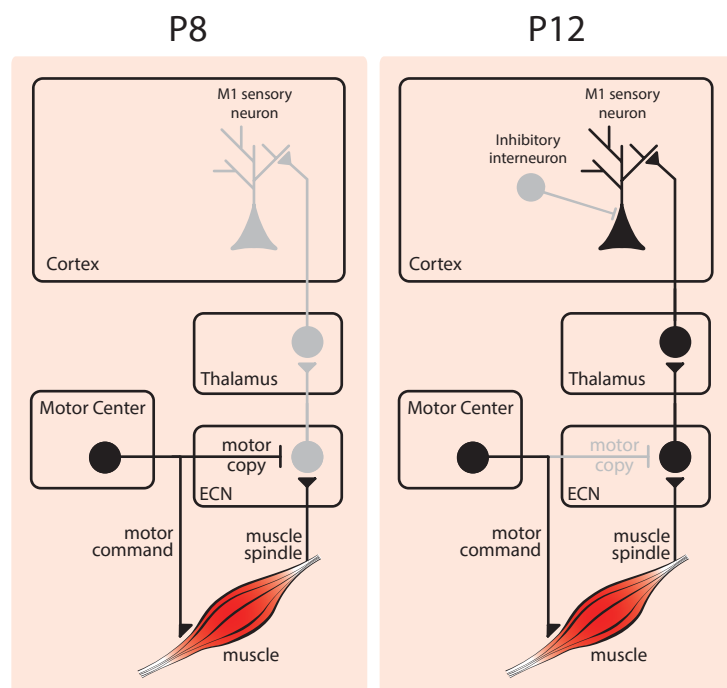 P8
M1 sensory
neuron
Cortex
Thalamus
Motor Center
motor
copy
ECN
motor
command
muscle
spindle
muscle
P12
M1 sensory
neuron
Inhibitory
interneuron
Cortex
Thalamus
Motor Center
motor
copy
ECN
motor
command
muscle
spindle
muscle